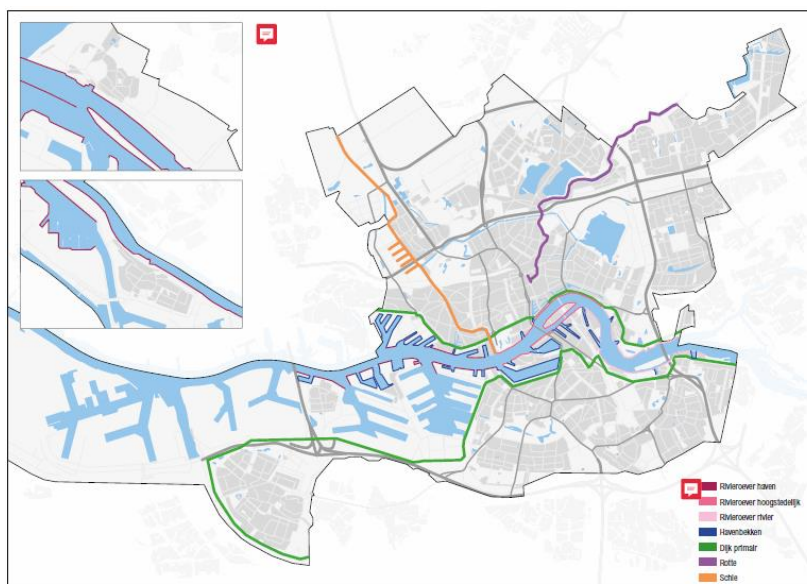 Rivieroever haven
Rivieroever hoogstedelijk
Rivieroever rivier
Havenbekken
Dijk primair
Rotte
Schie